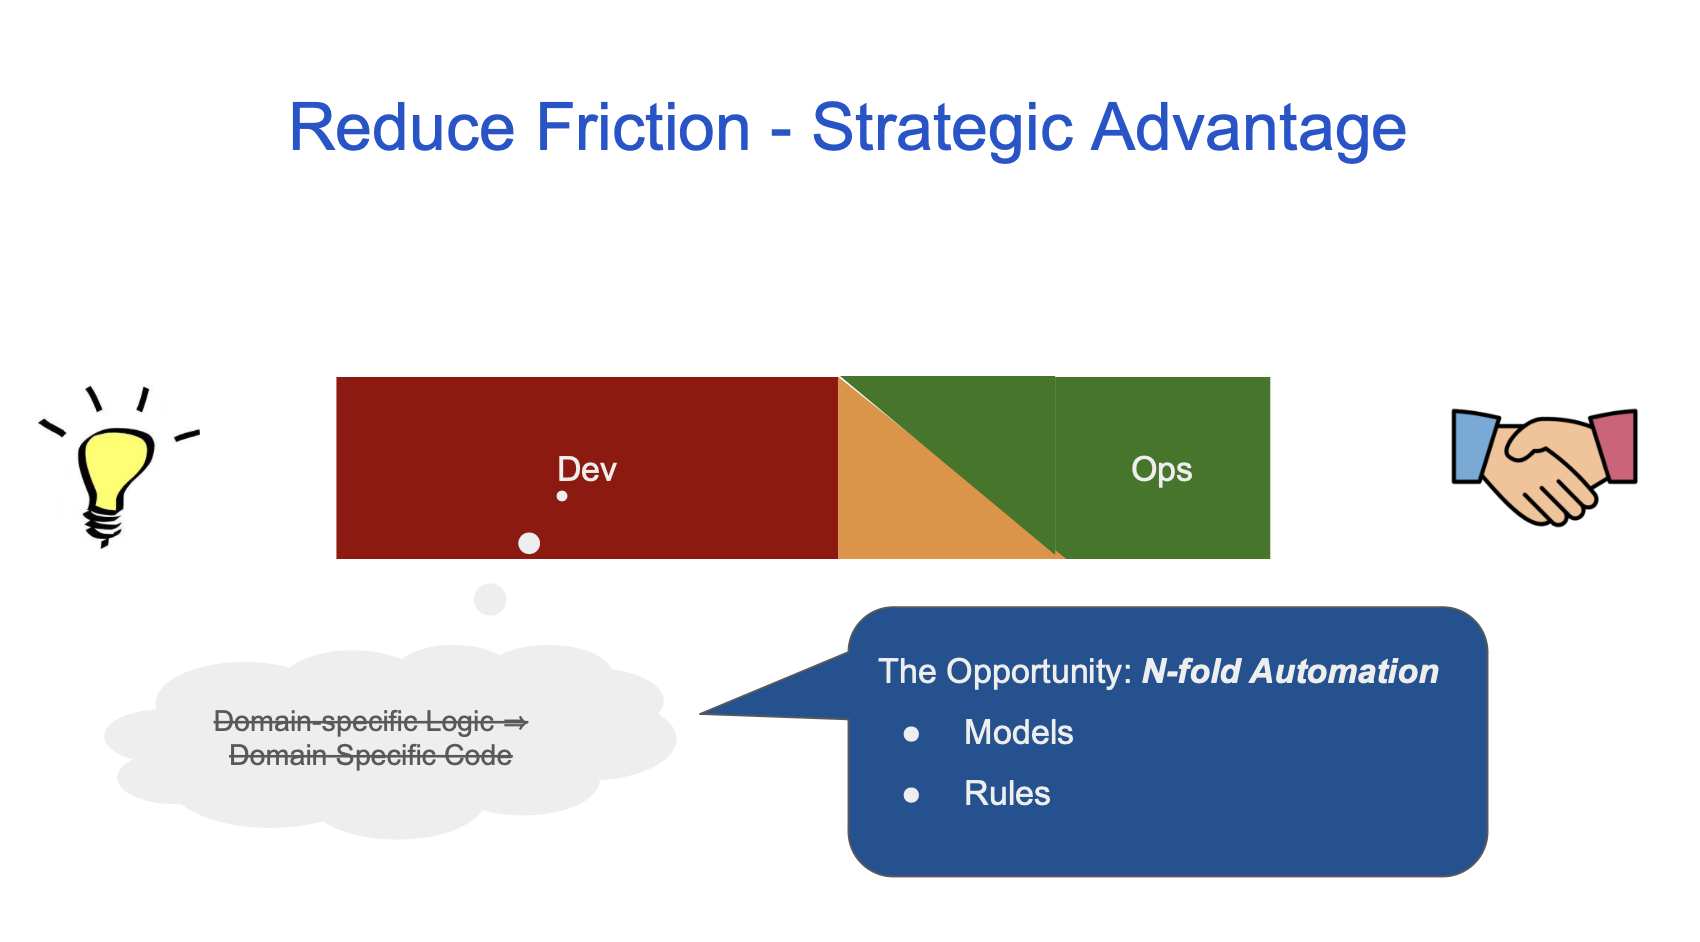 Reduce Friction - Strategic Advantage
Dev
Ops
Domain-specific Logic ⇒
Domain Specific Code
The Opportunity: N-fold Automation
● Models
● Rules